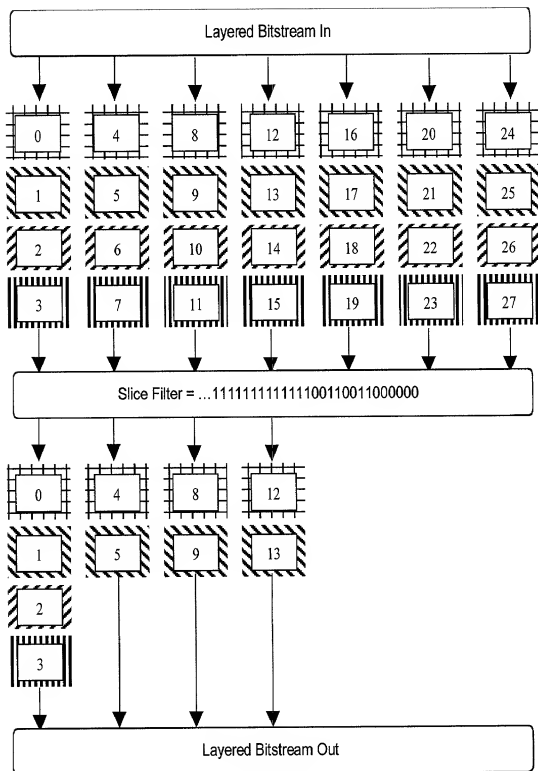 Layered Bitstream In
0 4 8 12 16 20 24
1 5 9 13 17 21 25
2 6 10 14 18 22 26
3 7 11 15 19 23 27
Slice Filter = ...1111111111111100110011000000
0 4 8 12
1 5 9 13
2
3
Layered Bitstream Out